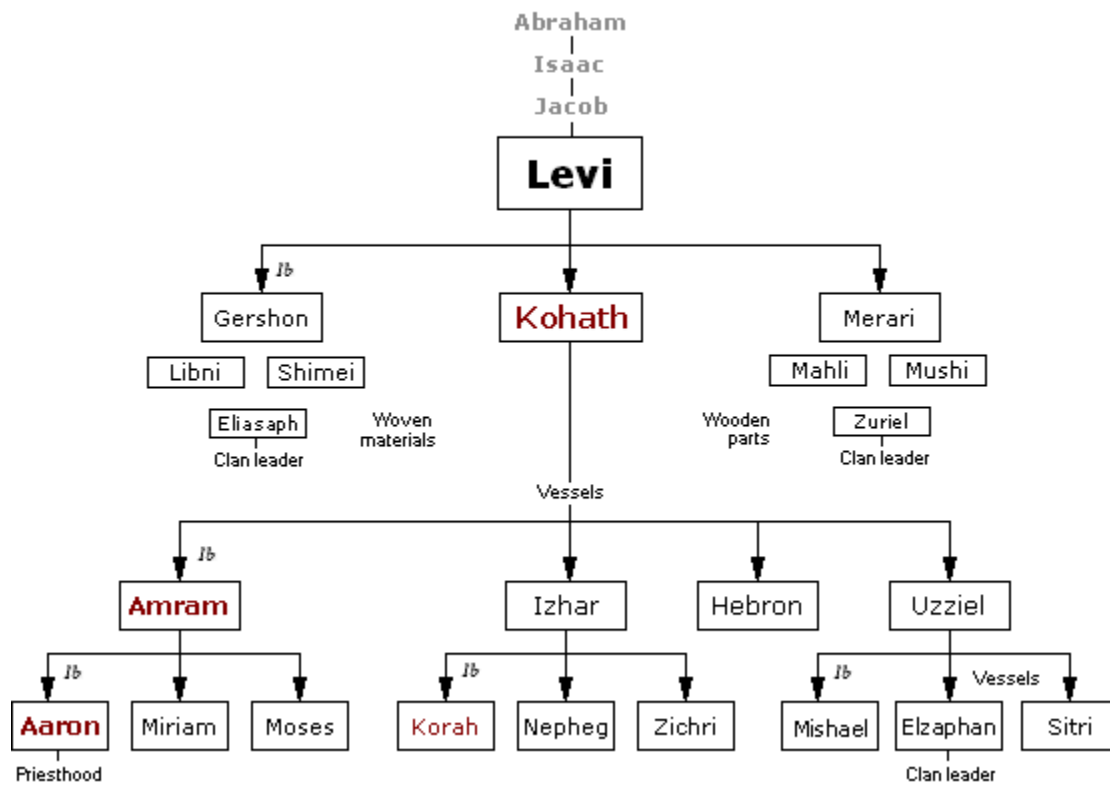 Abraham
Isaac
Jacob
Levi
Ib
Gershon
Kohath
Merari
Libni
Shimei
Mahli
Mushi
Eliasaph
Woven
materials
Wooden
parts
Zuriel
Clan leader
Clan leader
Vessels
Ib
Amram
Izhar
Hebron
Uzziel
Ib
Ib
Ib
Vessels
Aaron
Miriam
Moses
Korah
Nepheg
Zichri
Mishael
Elzaphan
Sitri
Priesthood
Clan leader